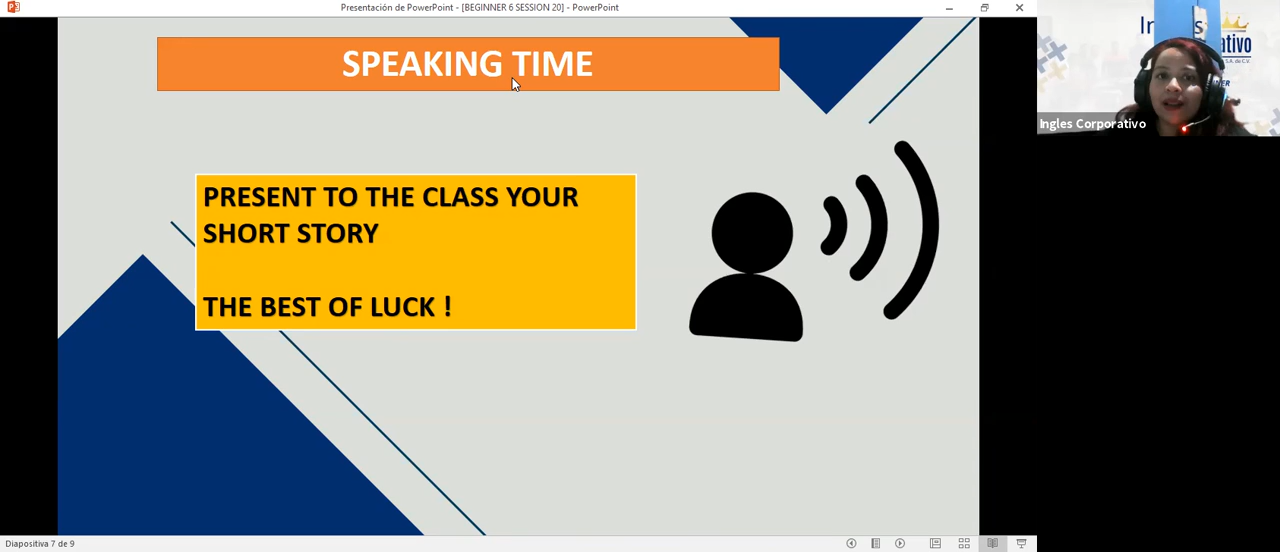 Presentación de PowerPoint - [BEGINNER 6 SESSION 20] - PowerPoint
SPEAKING TIME
PRESENT TO THE CLASS YOUR
SHORT STORY
THE BEST OF LUCK !
Ingles Corporativo
Diapositiva 7 de 9